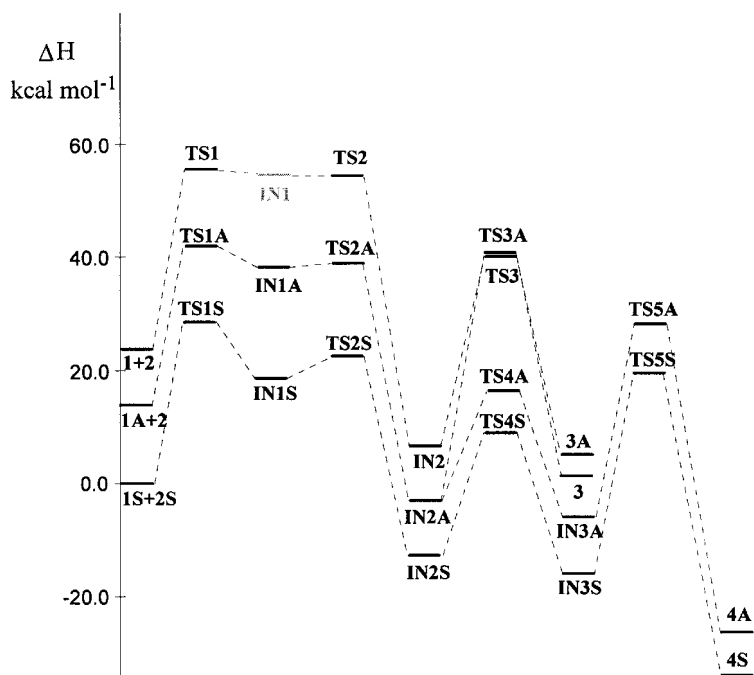 ΔH
kcal mol⁻¹
60.0
TS1
IN1
TS2
40.0
TS1A
IN1A
TS2A
TS3A
TS3
TS1S
TS5A
1+2
20.0
IN1S
TS2S
TS4A
TS5S
1A+2
TS4S
IN2
3A
3
0.0
1S+2S
IN2A
IN3A
IN2S
IN3S
-20.0
4A
4S